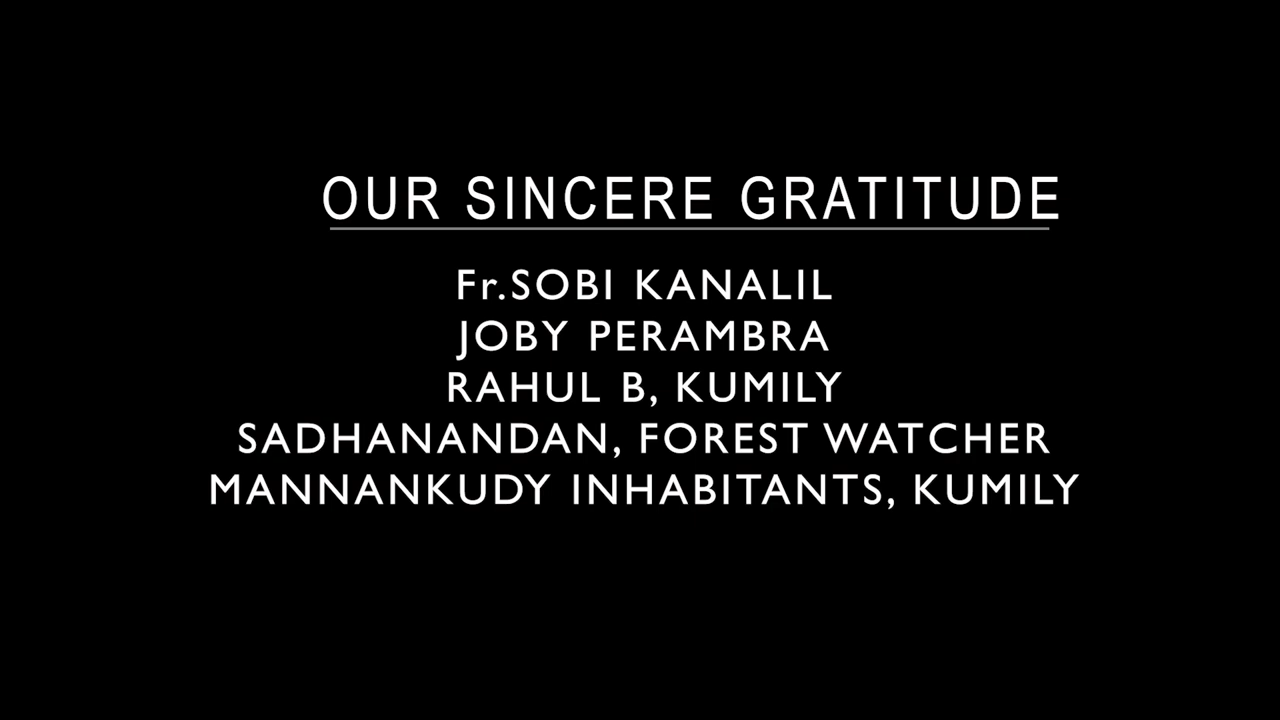 OUR SINCERE GRATITUDE
Fr.SOBI KANALIL
JOBY PERAMBRA
RAHUL B, KUMILY
SADHANANDAN, FOREST WATCHER
MANNANKUDY INHABITANTS, KUMILY